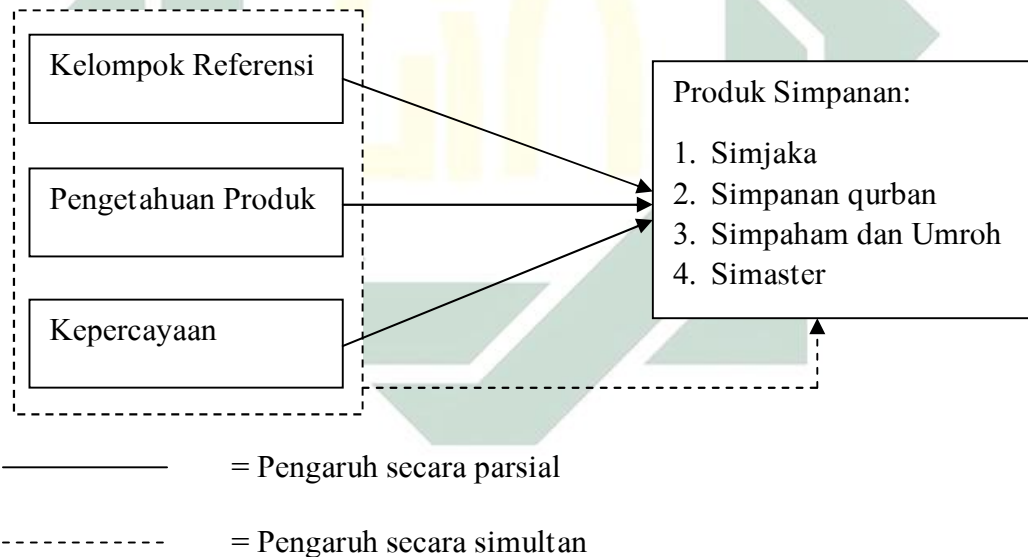 Kelompok Referensi
Pengetahuan Produk
Kepercayaan
Produk Simpanan:
1. Simjaka
2. Simpanan qurban
3. Simpaham dan Umroh
4. Simaster
= Pengaruh secara parsial
= Pengaruh secara simultan